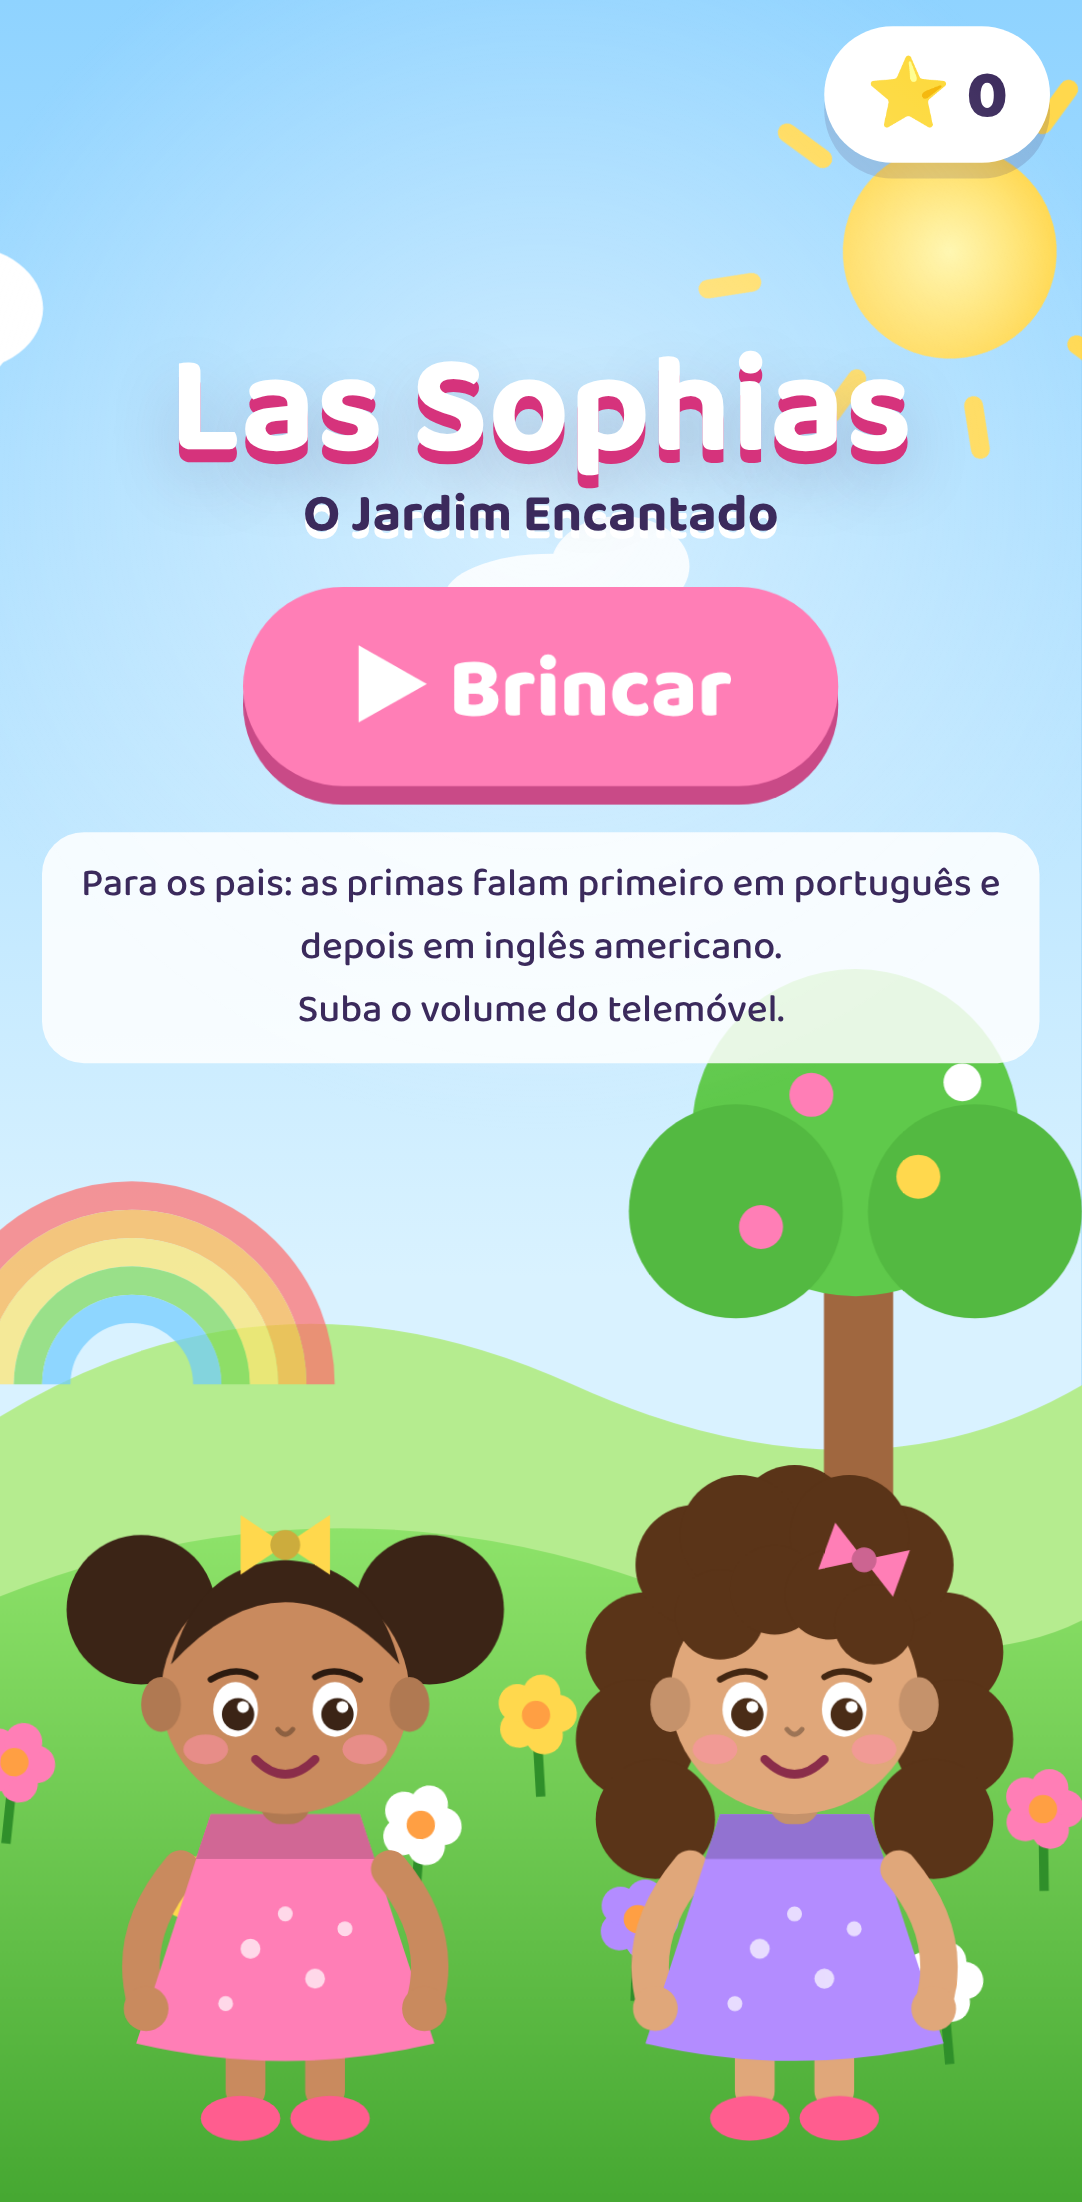 0
Las Sophias
O Jardim Encantado
Brincar
Para os pais: as primas falam primeiro em português e
depois em inglês americano.
Suba o volume do telemóvel.